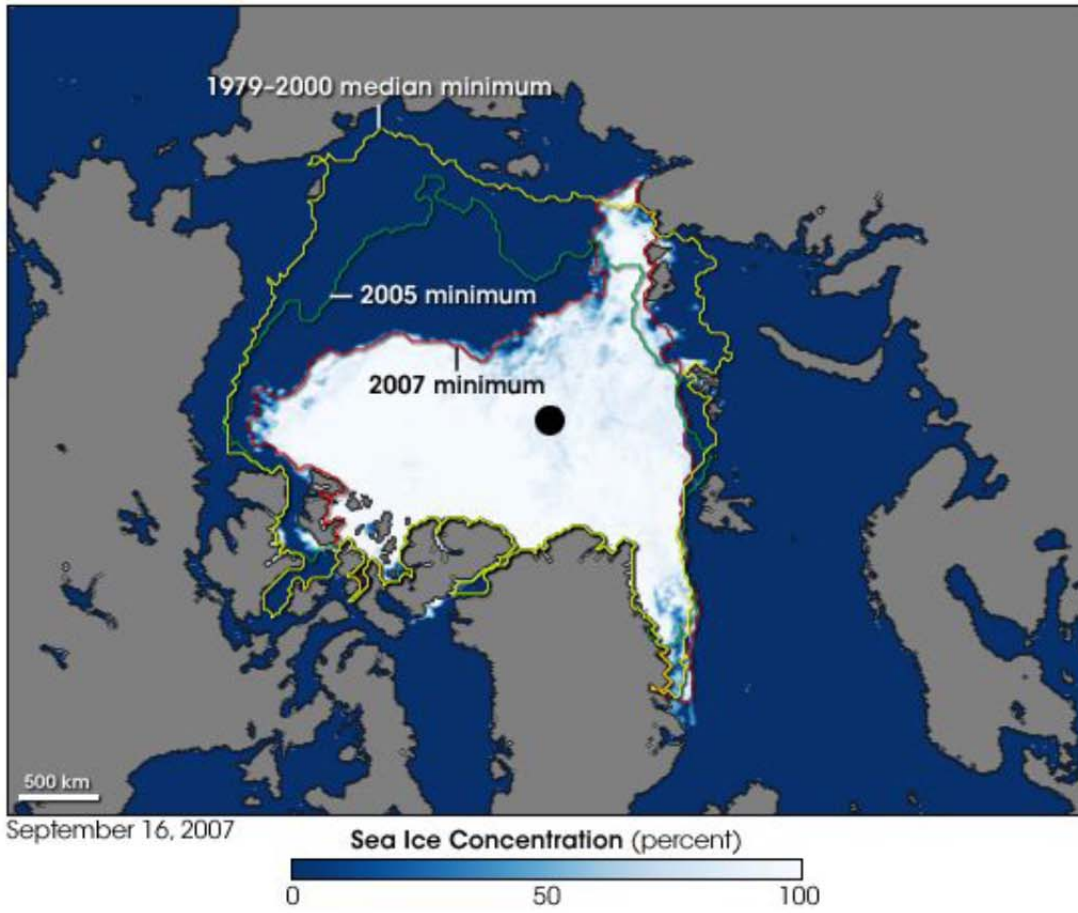 1979-2000 median minimum
2005 minimum
2007 minimum
500 km
September 16, 2007
Sea Ice Concentration (percent)
0 50 100